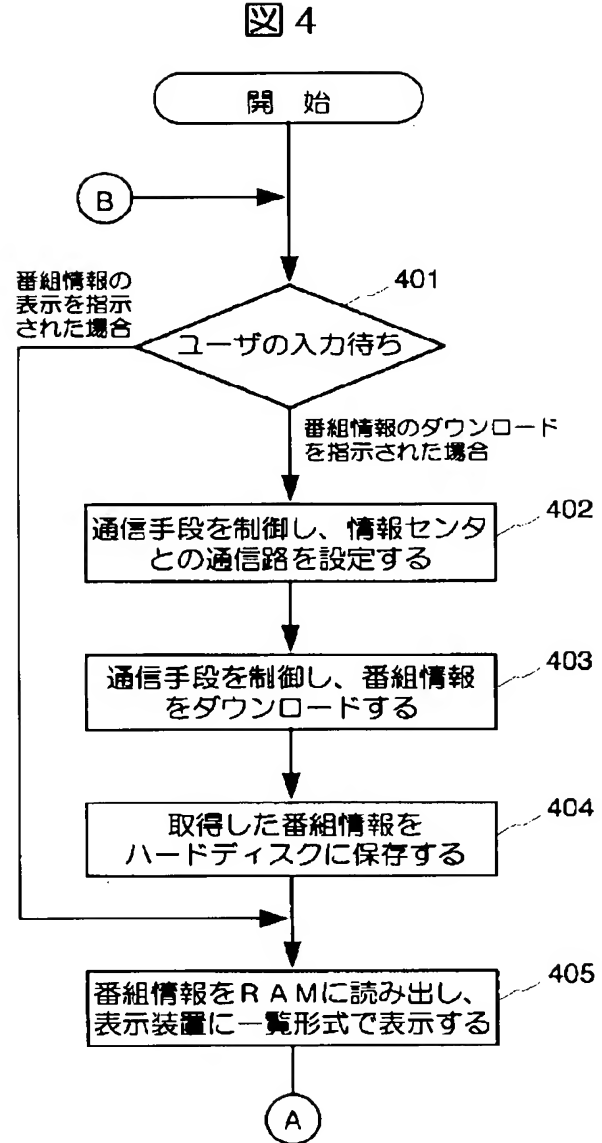 図4
開 始
B
番組情報の
表示を指示
された場合
401
ユーザの入力待ち
番組情報のダウンロード
を指示された場合
402
通信手段を制御し、情報センタ
との通信路を設定する
403
通信手段を制御し、番組情報
をダウンロードする
404
取得した番組情報を
ハードディスクに保存する
405
番組情報をRAMに読み出し、
表示装置に一覧形式で表示する
A